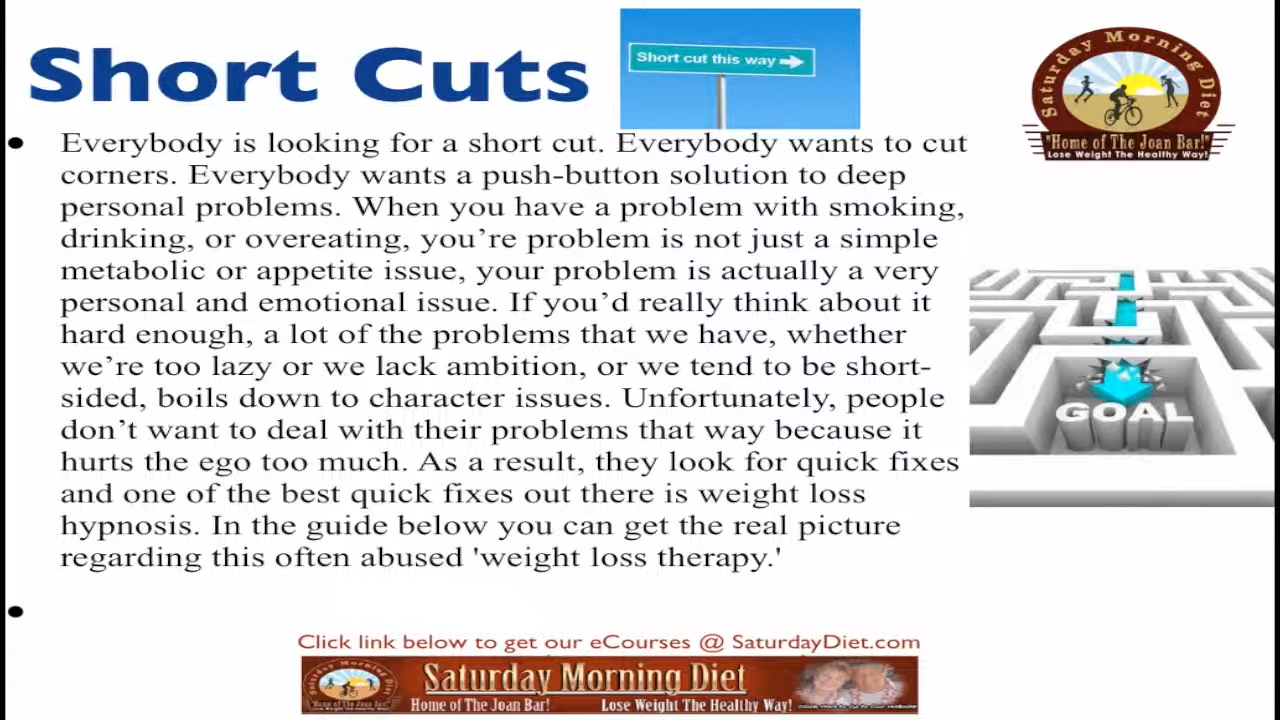 Short Cuts
Short cut this way
Saturday Morning Diet
"Home of The Joan Bar!"
Lose Weight The Healthy Way!
Everybody is looking for a short cut. Everybody wants to cut
corners. Everybody wants a push-button solution to deep
personal problems. When you have a problem with smoking,
drinking, or overeating, you’re problem is not just a simple
metabolic or appetite issue, your problem is actually a very
personal and emotional issue. If you’d really think about it
hard enough, a lot of the problems that we have, whether
we’re too lazy or we lack ambition, or we tend to be short-
sided, boils down to character issues. Unfortunately, people
don’t want to deal with their problems that way because it
hurts the ego too much. As a result, they look for quick fixes
and one of the best quick fixes out there is weight loss
hypnosis. In the guide below you can get the real picture
regarding this often abused 'weight loss therapy.'
GOAL
Click link below to get our eCourses @ SaturdayDiet.com
Saturday Morning Diet
Home of The Joan Bar! Lose Weight The Healthy Way!